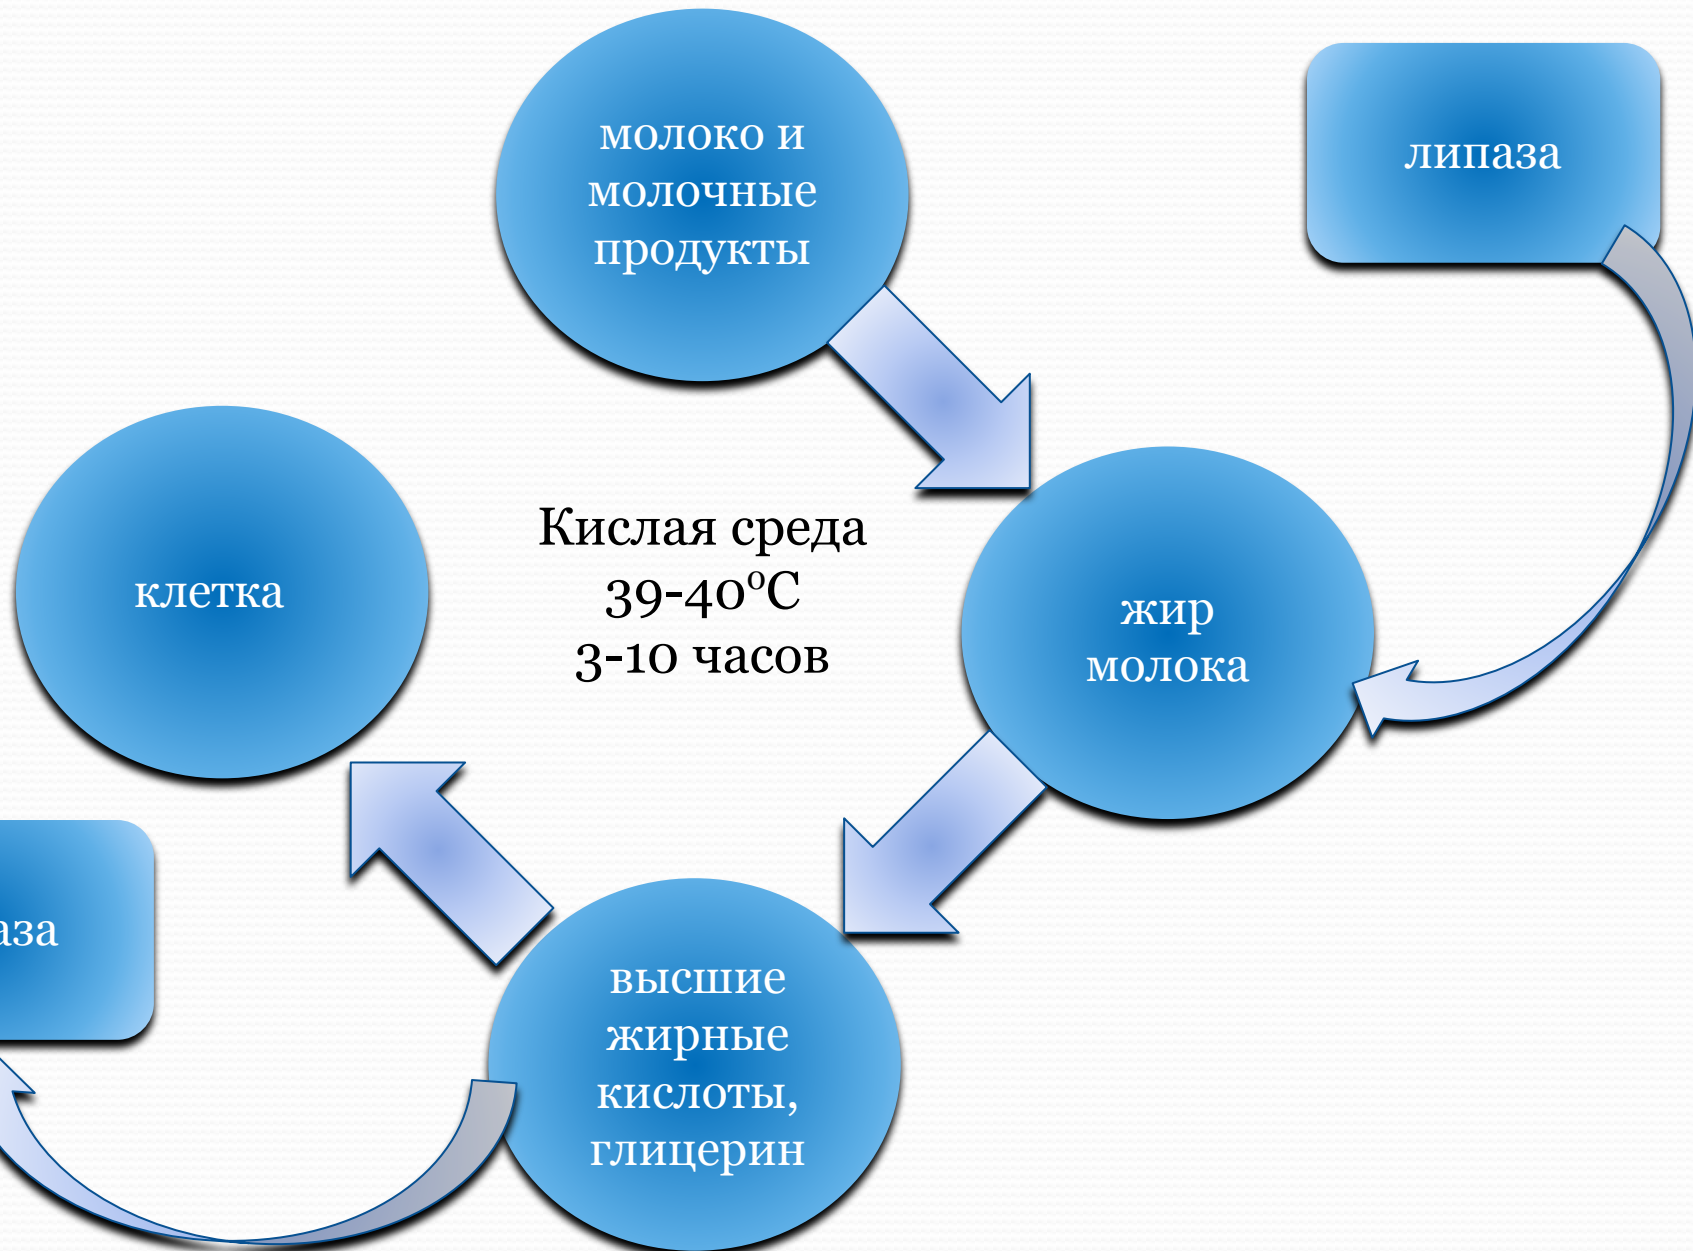 молоко и
молочные
продукты
липаза
Кислая среда
39-40°С
3-10 часов
клетка
жир
молока
высшие
жирные
кислоты,
глицерин